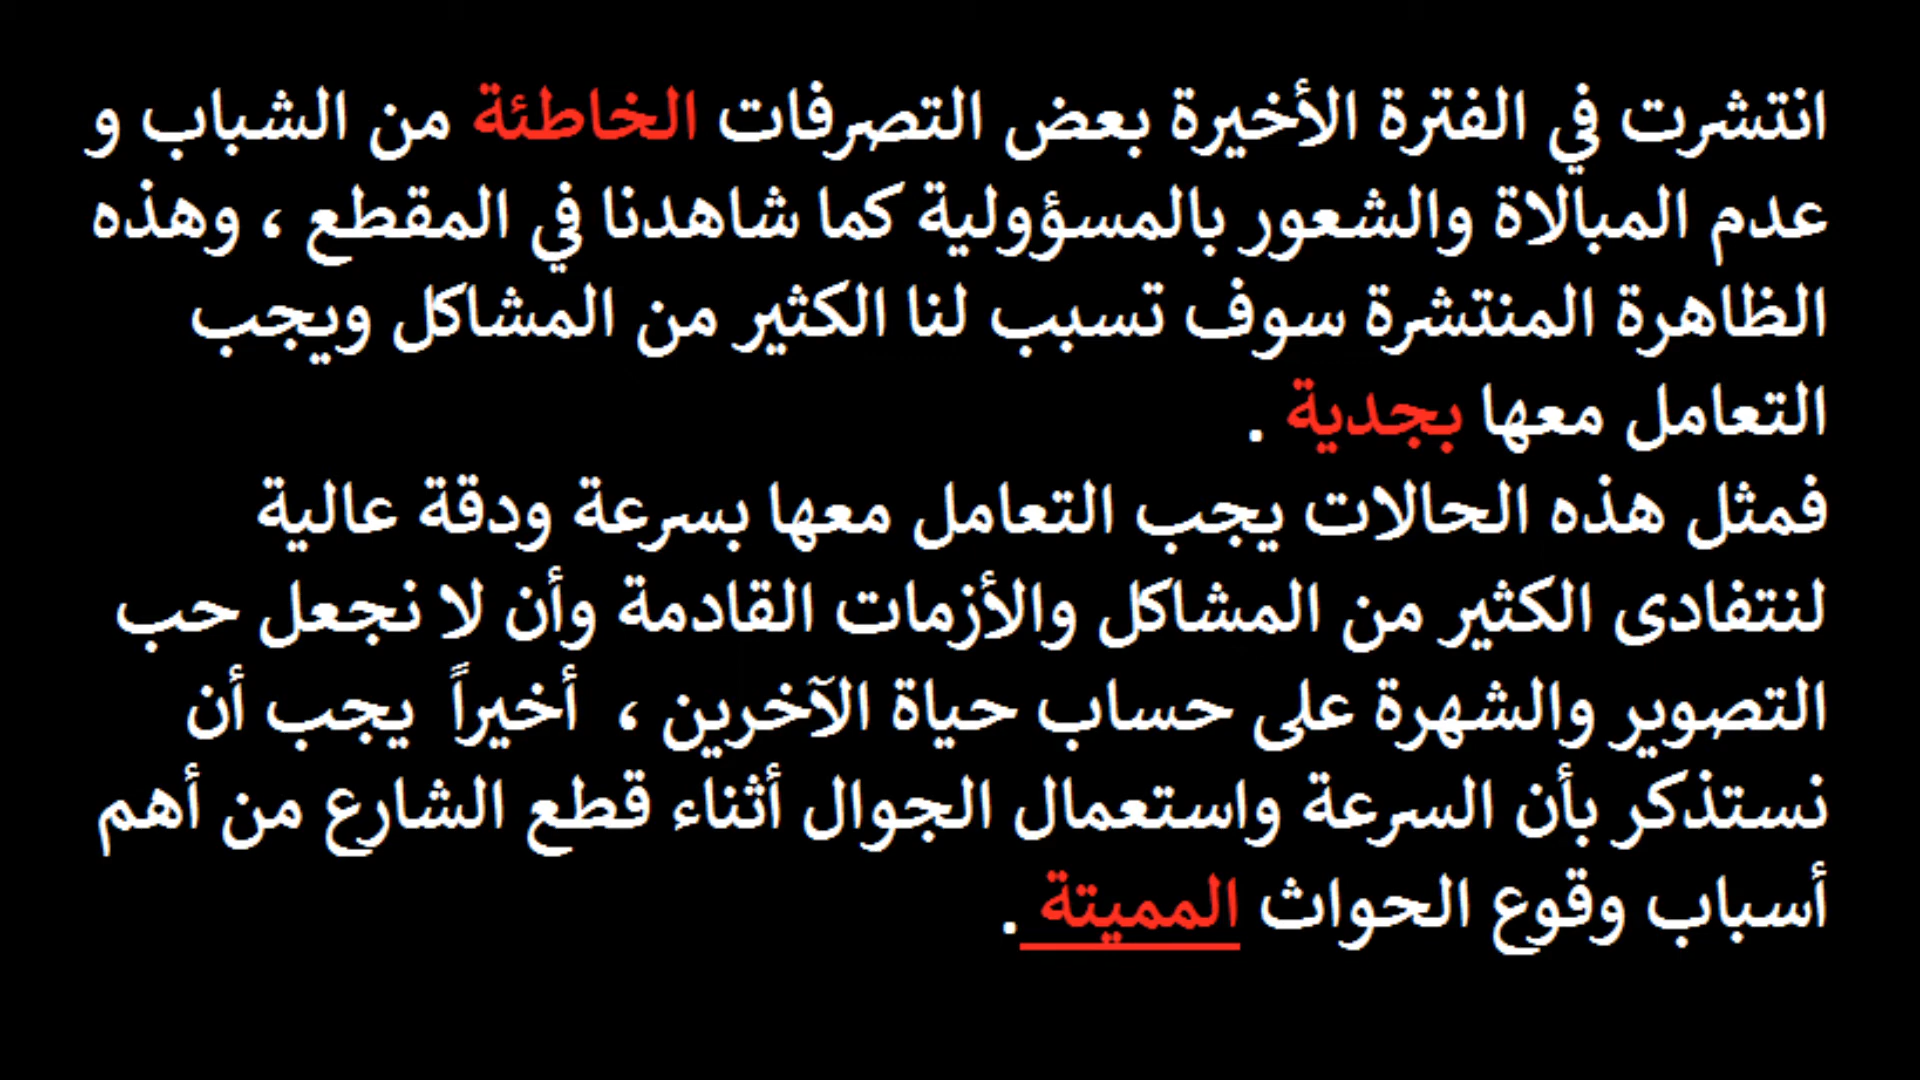 انتشرت في الفترة الأخيرة بعض التصرفات الخاطئة من الشباب و
عدم المبالاة والشعور بالمسؤولية كما شاهدنا في المقطع ، وهذه
الظاهرة المنتشرة سوف تسبب لنا الكثير من المشاكل ويجب
التعامل معها بجدية .
فمثل هذه الحالات يجب التعامل معها بسرعة ودقة عالية
لنتفادى الكثير من المشاكل والأزمات القادمة وأن لا نجعل حب
التصوير والشهرة على حساب حياة الآخرين ، أخيراً يجب أن
نستذكر بأن السرعة واستعمال الجوال أثناء قطع الشارع من أهم
أسباب وقوع الحواث المميتة .